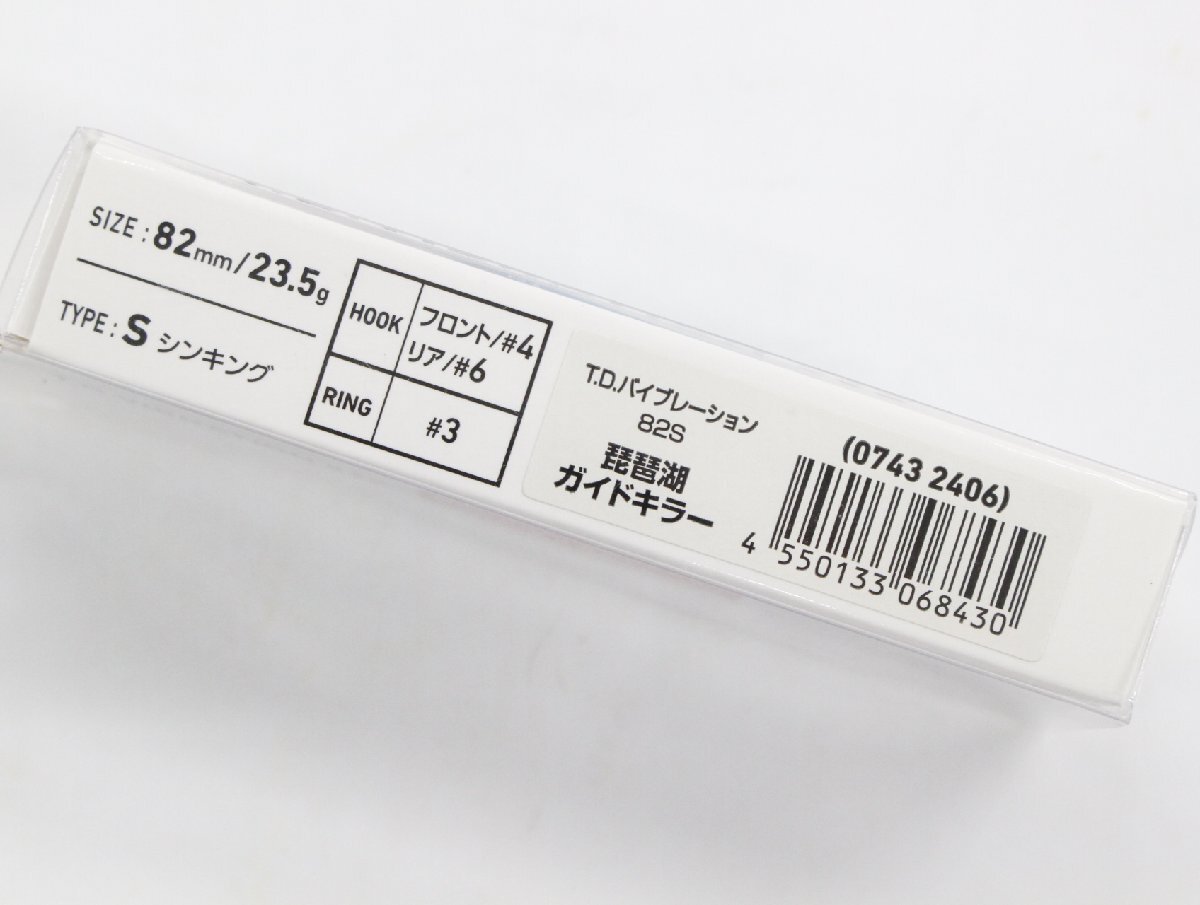 SIZE : 82mm/23.5g
TYPE : S シンキング
HOOK
フロント/#4
リア/#6
RING
#3
T.D.バイブレーション
82S
琵琶湖
ガイドキラー
(0743 2406)
4 550133 068430